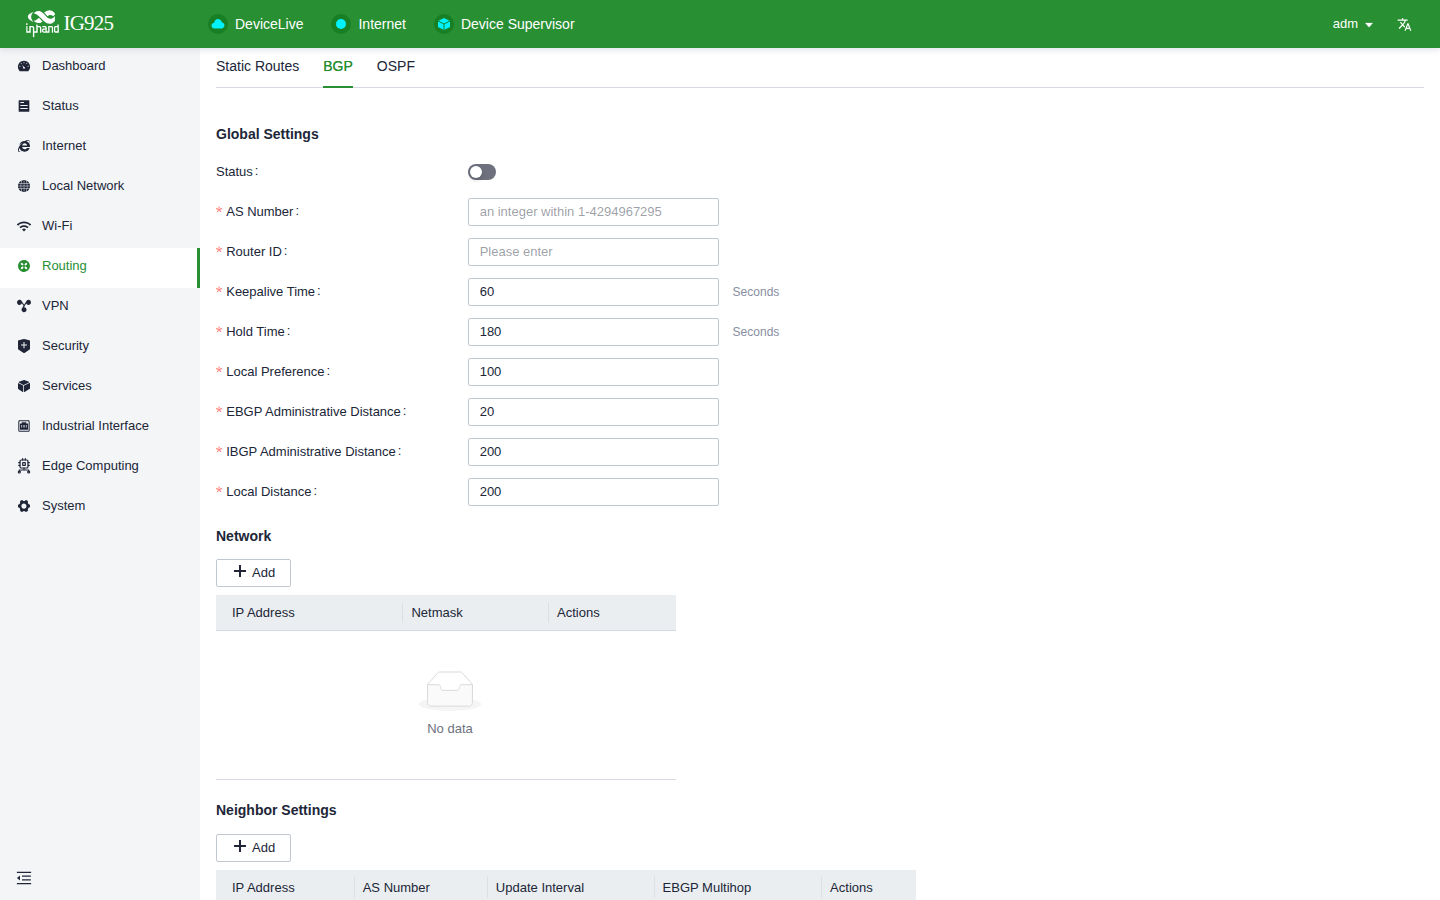 inhand IG925
DeviceLive
Internet
Device Supervisor
adm
Dashboard
Status
Internet
Local Network
Wi-Fi
Routing
VPN
Security
Services
Industrial Interface
Edge Computing
System
Static Routes
BGP
OSPF
Global Settings
Status:
* AS Number: an integer within 1-4294967295
* Router ID: Please enter
* Keepalive Time: 60 Seconds
* Hold Time: 180 Seconds
* Local Preference: 100
* EBGP Administrative Distance: 20
* IBGP Administrative Distance: 200
* Local Distance: 200
Network
+ Add
IP Address Netmask Actions
No data
Neighbor Settings
+ Add
IP Address AS Number Update Interval EBGP Multihop Actions